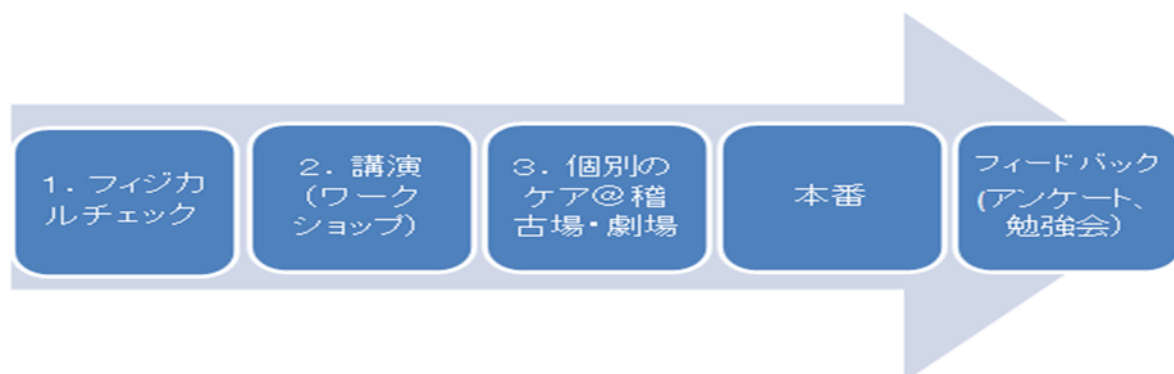 1．フィジカ
ルチェック
2．講演
（ワーク
ショップ）
3．個別の
ケア＠稽
古場・劇場
本番
フィードバック
(アンケート、
勉強会）